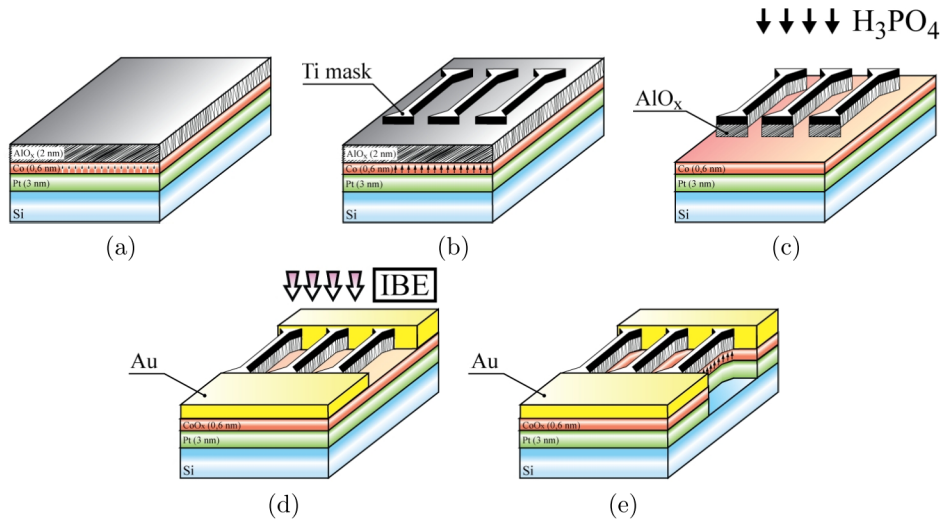 AlOx (2 nm)
Co (0,6 nm)
Pt (3 nm)
Si
(a)
Ti mask
AlOx (2 nm)
Co (0,6 nm)
Pt (3 nm)
Si
(b)
H₃PO₄
AlOx
Co (0,6 nm)
Pt (3 nm)
Si
(c)
IBE
Au
CoOx (0,6 nm)
Pt (3 nm)
Si
(d)
Au
CoOx (0,6 nm)
Pt (3 nm)
Si
(e)